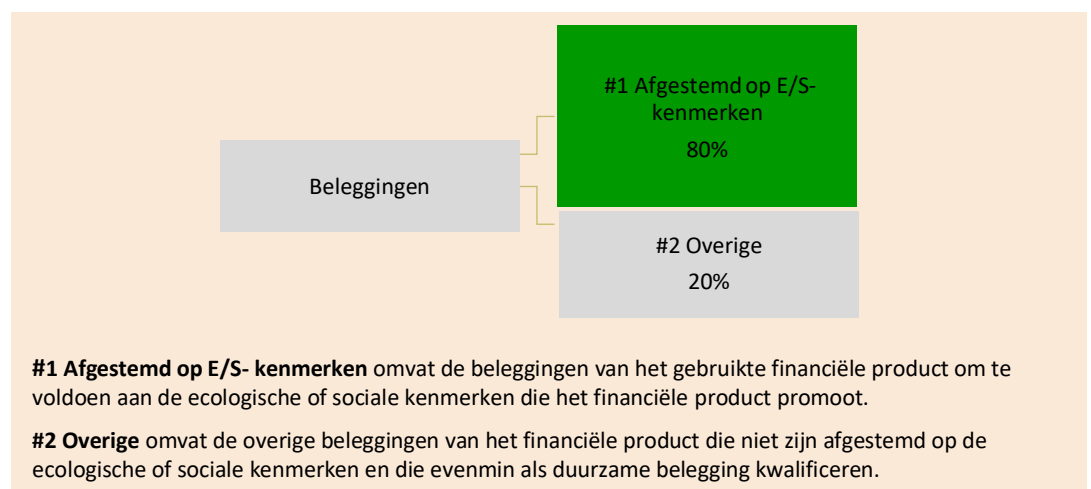 #1 Afgestemd op E/S-
kenmerken
80%
Beleggingen
#2 Overige
20%
#1 Afgestemd op E/S- kenmerken omvat de beleggingen van het gebruikte financiële product om te
voldoen aan de ecologische of sociale kenmerken die het financiële product promoot.
#2 Overige omvat de overige beleggingen van het financiële product die niet zijn afgestemd op de
ecologische of sociale kenmerken en die evenmin als duurzame belegging kwalificeren.